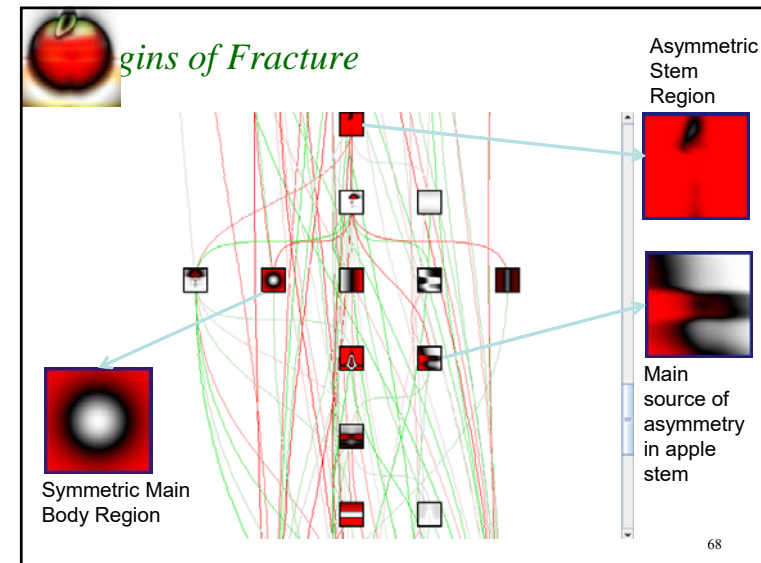 gins of Fracture
Asymmetric
Stem
Region
Main
source of
asymmetry
in apple
stem
Symmetric Main
Body Region
68